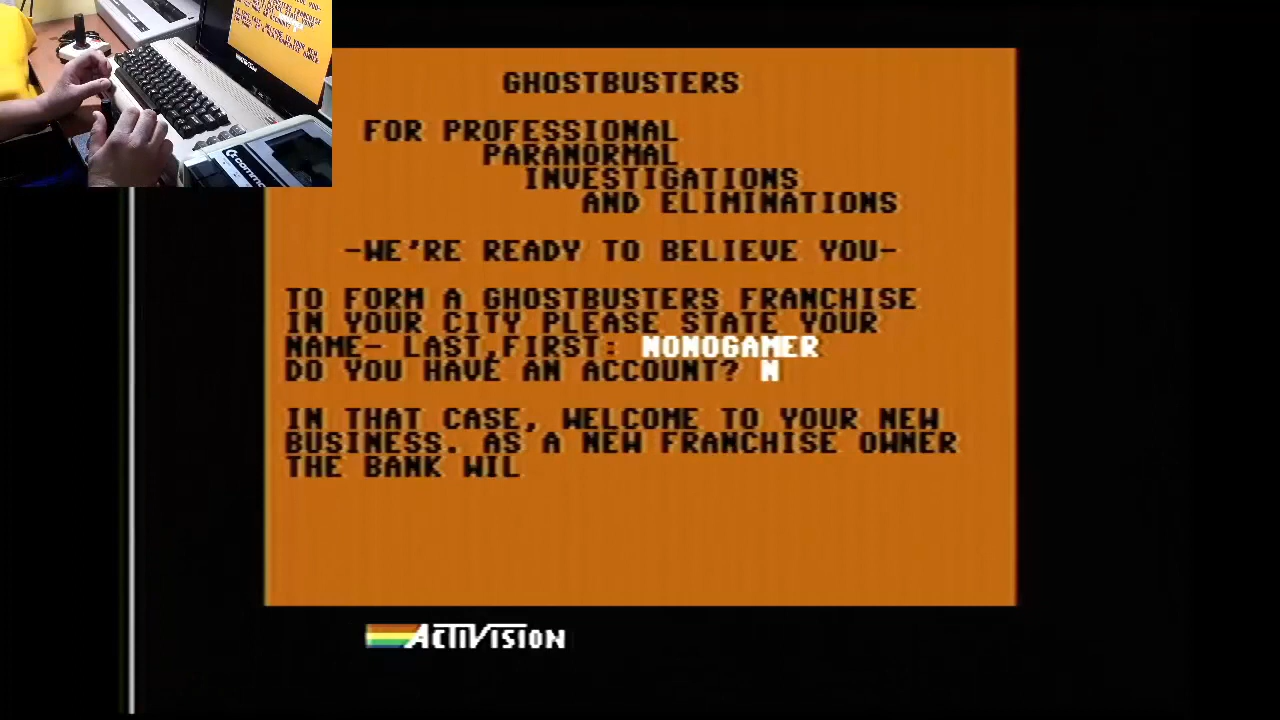 GHOSTBUSTERS
FOR PROFESSIONAL
PARANORMAL
INVESTIGATIONS
AND ELIMINATIONS
-WE'RE READY TO BELIEVE YOU-
TO FORM A GHOSTBUSTERS FRANCHISE
IN YOUR CITY PLEASE STATE YOUR
NAME- LAST,FIRST: NONOGAMER
DO YOU HAVE AN ACCOUNT? N
IN THAT CASE, WELCOME TO YOUR NEW
BUSINESS. AS A NEW FRANCHISE OWNER
THE BANK WIL
ACTIVISION